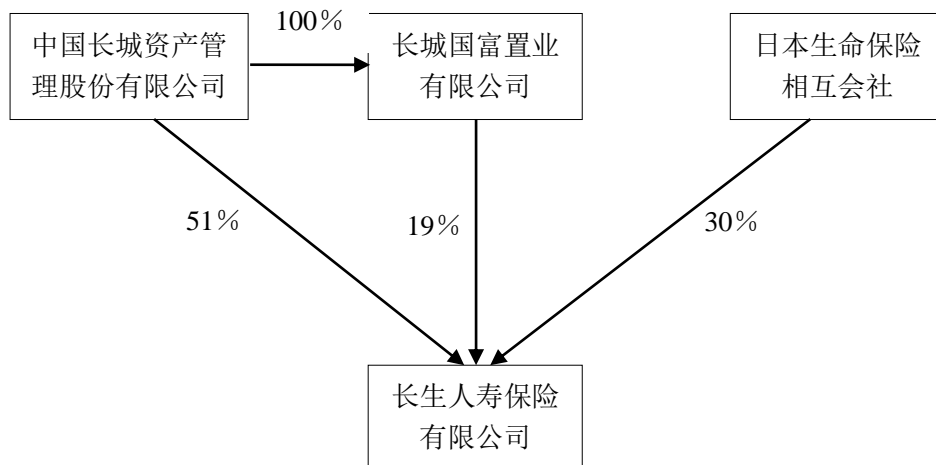 100%
中国长城资产管
理股份有限公司
长城国富置业
有限公司
日本生命保险
相互会社
51%
19%
30%
长生人寿保险
有限公司